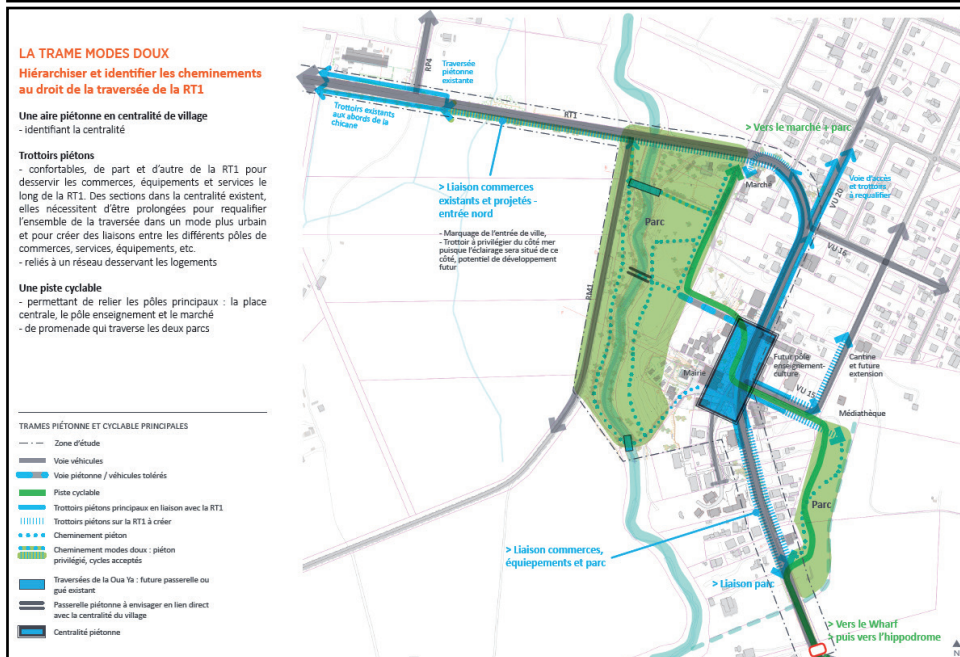 LA TRAME MODES DOUX
Hiérarchiser et identifier les cheminements
au droit de la traversée de la RT1
Une aire piétonne en centralité de village
- identifiant la centralité
Trottoirs piétons
- confortables, de part et d'autre de la RT1 pour
desservir les commerces, équipements et services le
long de la RT1. Des sections dans la centralité existent,
elles nécessitent d'être prolongées pour requalifier
l'ensemble de la traversée dans un mode plus urbain
et pour créer des liaisons entre les différents pôles de
commerces, services, équipements, etc.
- reliés à un réseau desservant les logements
Une piste cyclable
- permettant de relier les pôles principaux : la place
centrale, le pôle enseignement et le marché
- de promenade qui traverse les deux parcs
TRAMES PIÉTONNE ET CYCLABLE PRINCIPALES
Zone d'étude
Voie véhicules
Voie piétonne / véhicules tolérés
Piste cyclable
Trottoirs piétons principaux en liaison avec la RT1
Trottoirs piétons sur la RT1 à créer
Cheminement piéton
Cheminement modes doux : piéton
privilégié, cycles acceptés
Traversées de la Oua Ya : future passerelle ou
gué existant
Passerelle piétonne à envisager en lien direct
avec la centralité du village
Centralité piétonne
RP4
Traversée
piétonne
existante
Trottoirs existants
aux abords de la
chicane
RT1
> Vers le marché + parc
Marché
Voie d'accès
et trottoirs
à requalifier
VU 20
VU 16
> Liaison commerces
existants et projetés -
entrée nord
- Marquage de l'entrée de ville,
- Trottoir à privilégier du côté mer
puisque l'éclairage sera situé de ce
côté, potentiel de développement
futur
Parc
RM1
Mairie
Futur pôle
enseignement-
culture
Cantine
et future
extension
VU 15
Médiathèque
Parc
> Liaison commerces,
équiepements et parc
> Liaison parc
> Vers le Wharf
> puis vers l'hippodrome
N